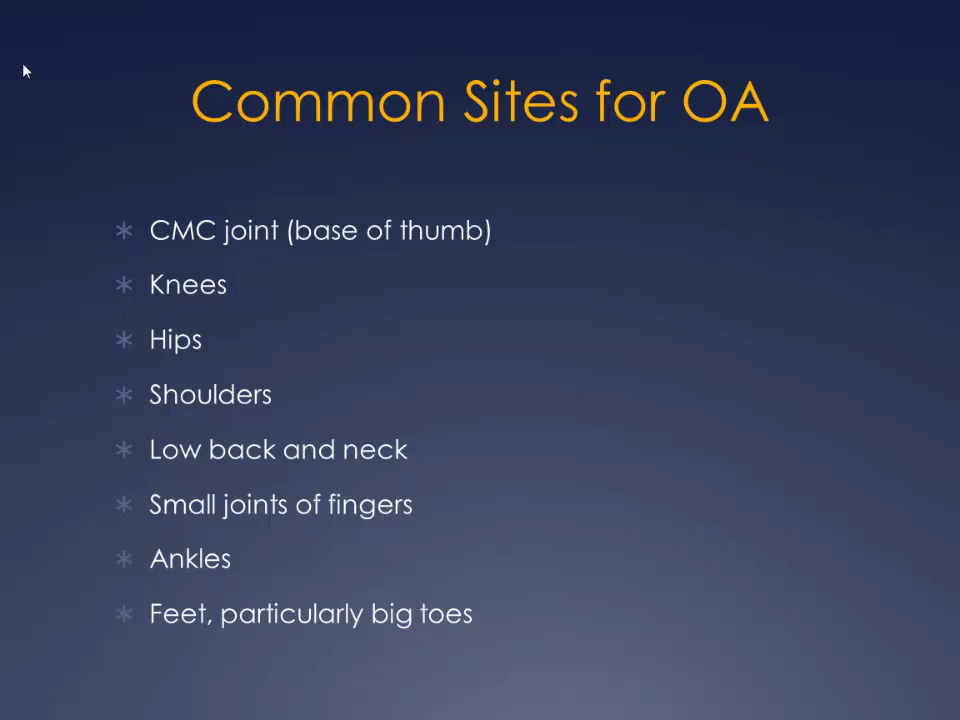 Common Sites for OA
CMC joint (base of thumb)
Knees
Hips
Shoulders
Low back and neck
Small joints of fingers
Ankles
Feet, particularly big toes